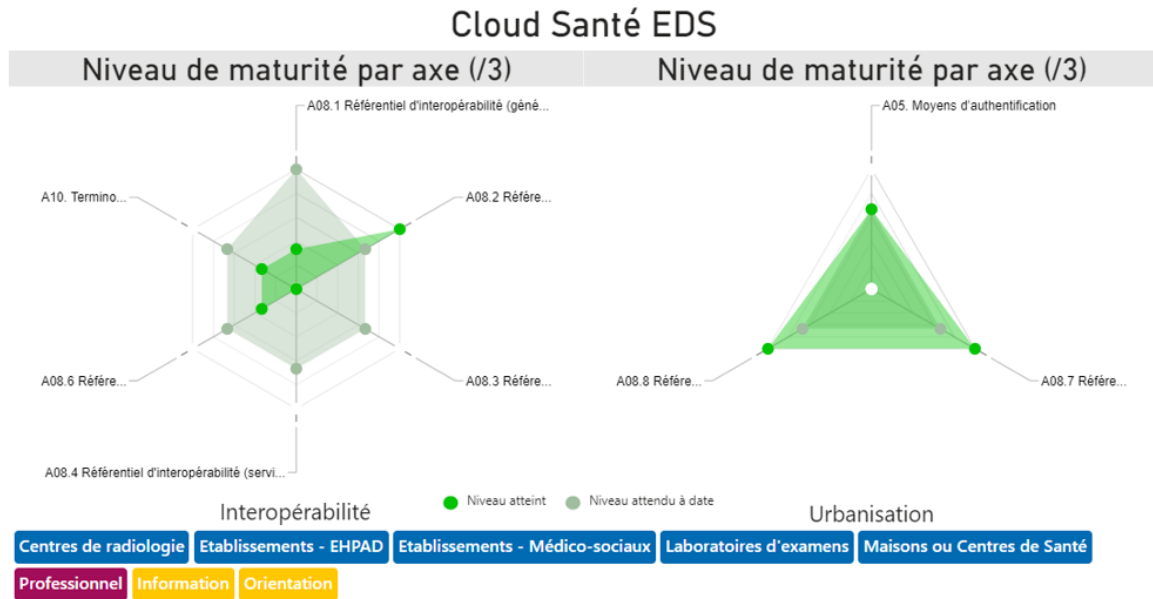 Cloud Santé EDS
Niveau de maturité par axe (/3)
Niveau de maturité par axe (/3)
A08.1 Référentiel d'interopérabilité (géné...
A05. Moyens d'authentification
A10. Termino...
A08.2 Référe...
A08.6 Référe...
A08.3 Référe...
A08.8 Référe...
A08.7 Référe...
A08.4 Référentiel d'interopérabilité (servi...
Niveau atteint
Niveau attendu à date
Interopérabilité
Urbanisation
Centres de radiologie Etablissements - EHPAD Etablissements - Médico-sociaux Laboratoires d'examens Maisons ou Centres de Santé
Professionnel Information Orientation